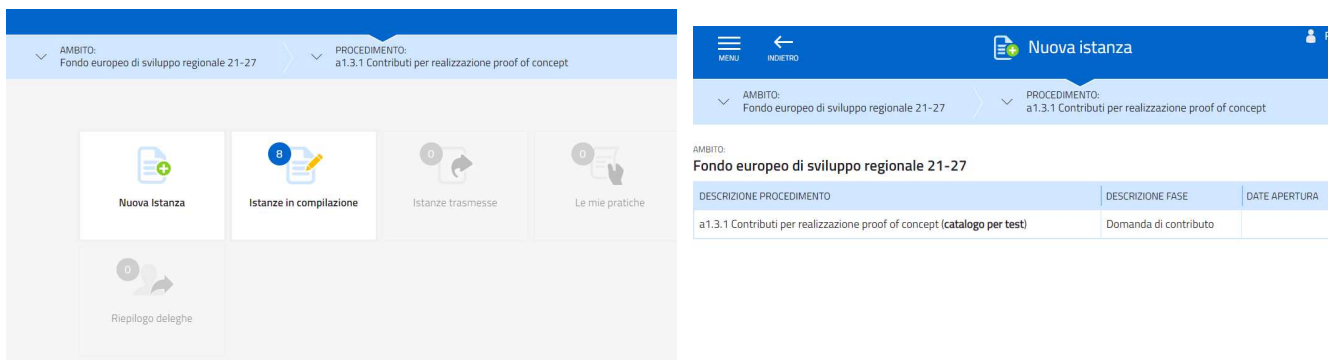 AMBITO:
Fondo europeo di sviluppo regionale 21-27
PROCEDIMENTO:
a1.3.1 Contributi per realizzazione proof of concept
Nuova Istanza
8
Istanze in compilazione
0
Istanze trasmesse
0
Le mie pratiche
0
Riepilogo deleghe
MENU
INDIETRO
Nuova istanza
AMBITO:
Fondo europeo di sviluppo regionale 21-27
PROCEDIMENTO:
a1.3.1 Contributi per realizzazione proof of concept
AMBITO:
Fondo europeo di sviluppo regionale 21-27
DESCRIZIONE PROCEDIMENTO DESCRIZIONE FASE DATE APERTURA
a1.3.1 Contributi per realizzazione proof of concept (catalogo per test) Domanda di contributo